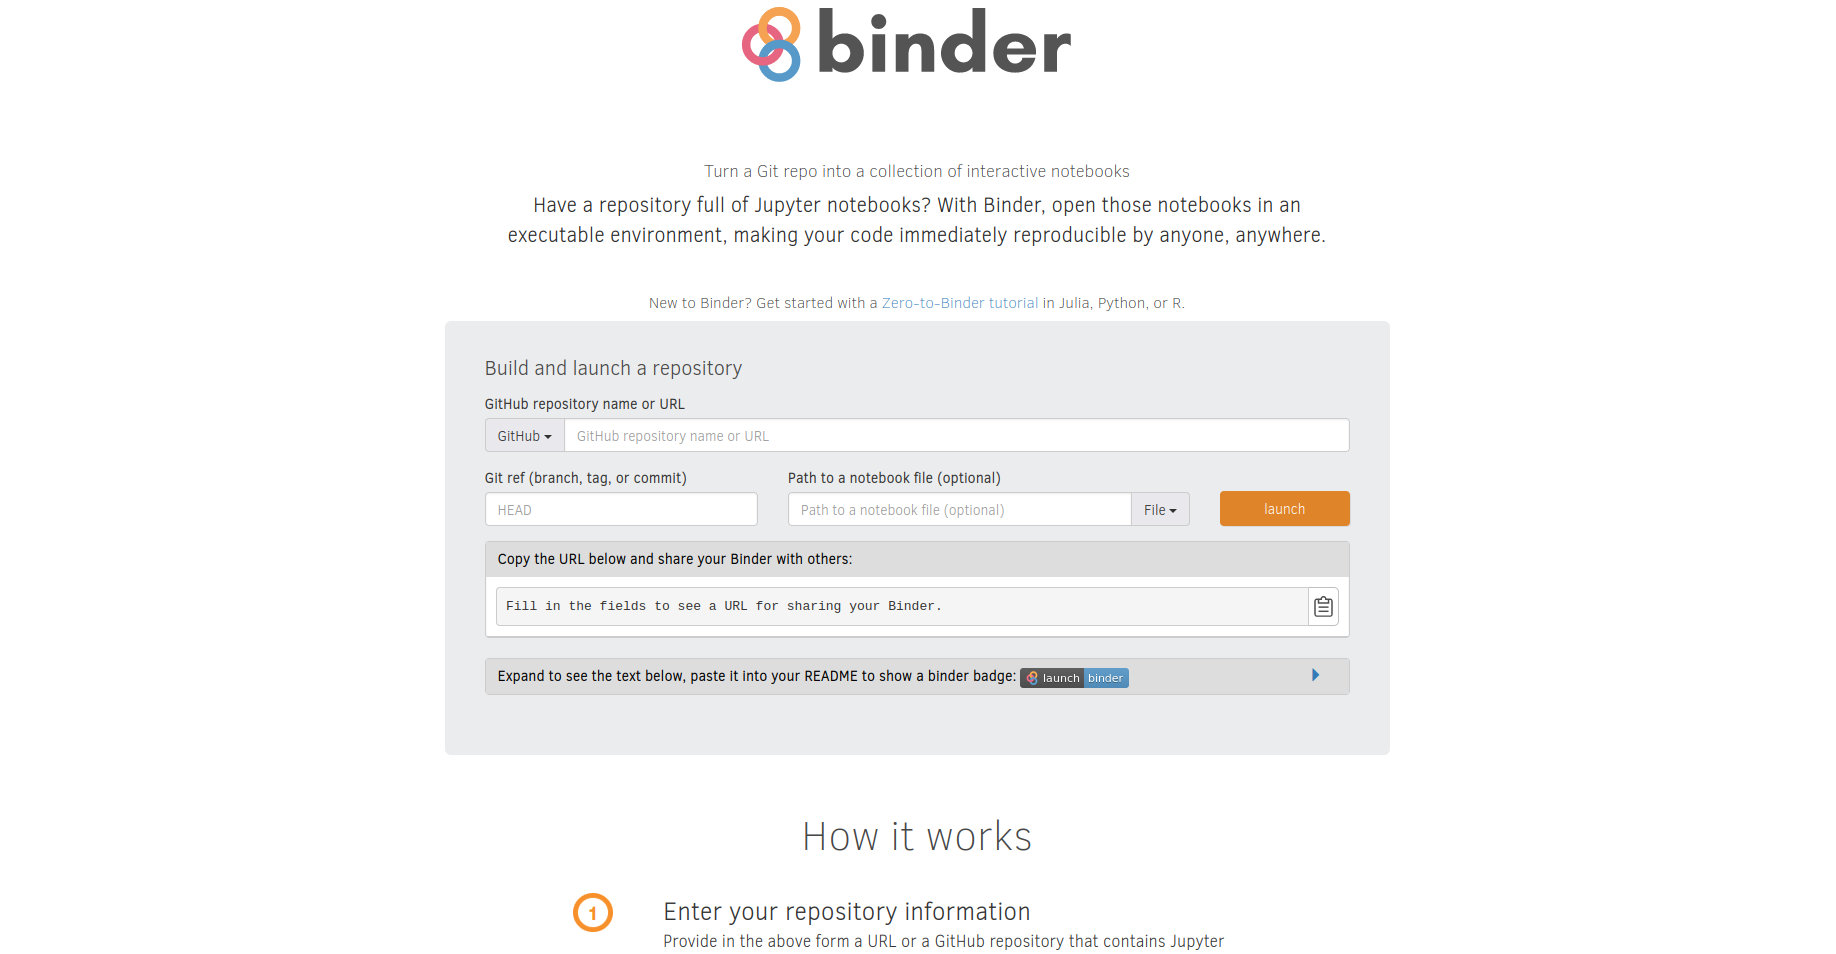 binder
Turn a Git repo into a collection of interactive notebooks
Have a repository full of Jupyter notebooks? With Binder, open those notebooks in an
executable environment, making your code immediately reproducible by anyone, anywhere.
New to Binder? Get started with a Zero-to-Binder tutorial in Julia, Python, or R.
Build and launch a repository
GitHub repository name or URL
GitHub GitHub repository name or URL
Git ref (branch, tag, or commit) Path to a notebook file (optional)
HEAD Path to a notebook file (optional) File launch
Copy the URL below and share your Binder with others:
Fill in the fields to see a URL for sharing your Binder.
Expand to see the text below, paste it into your README to show a binder badge: launch binder
How it works
1 Enter your repository information
Provide in the above form a URL or a GitHub repository that contains Jupyter